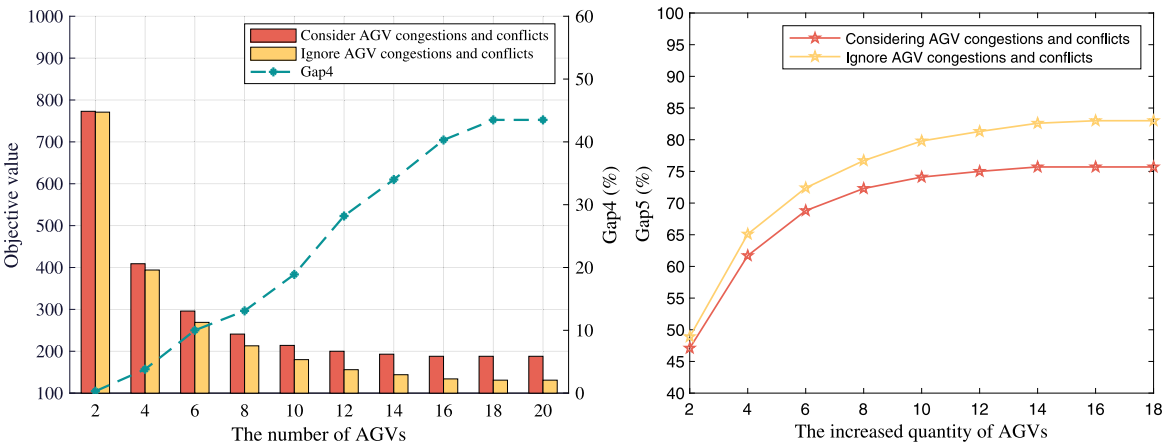 1000
900
800
700
600
500
400
300
200
100
Objective value
60
50
40
30
20
10
0
Gap4 (%)
Consider AGV congestions and conflicts
Ignore AGV congestions and conflicts
Gap4
2 4 6 8 10 12 14 16 18 20
The number of AGVs
100
95
90
85
80
75
70
65
60
55
50
45
40
Gap5 (%)
Considering AGV congestions and conflicts
Ignore AGV congestions and conflicts
2 4 6 8 10 12 14 16 18
The increased quantity of AGVs